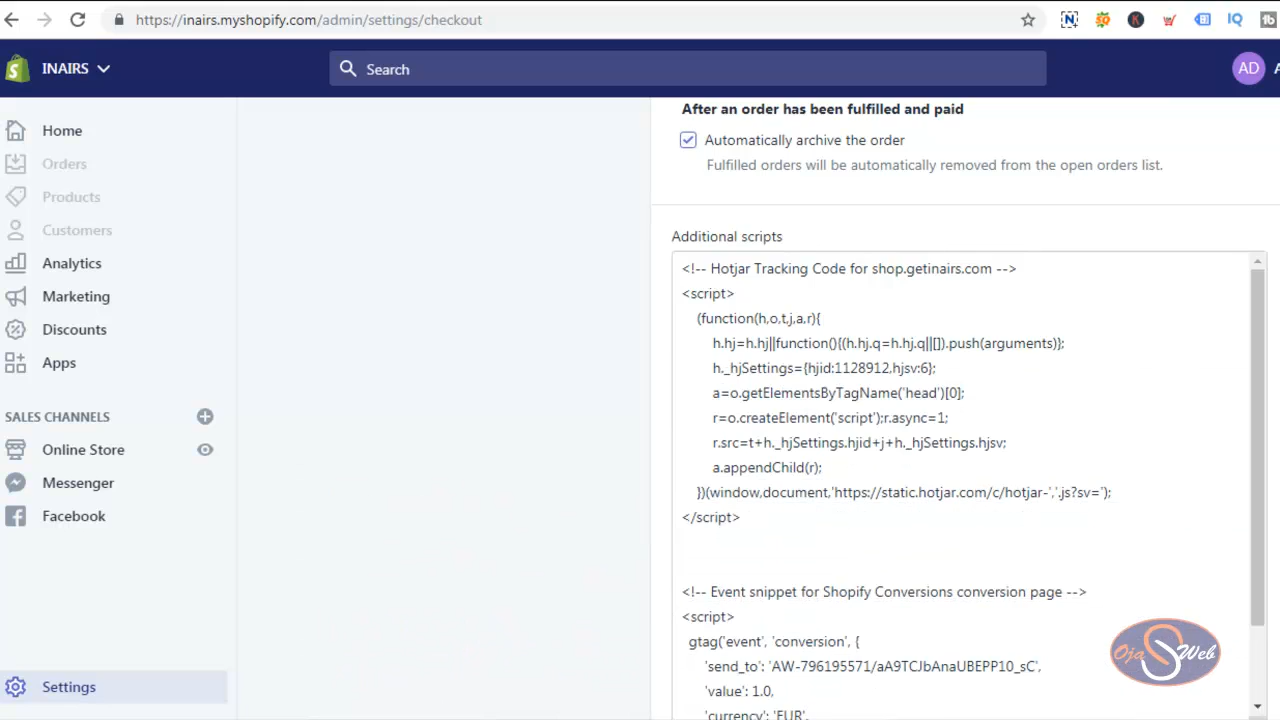 https://inairs.myshopify.com/admin/settings/checkout
INAIRS
Search
AD
Home
Orders
Products
Customers
Analytics
Marketing
Discounts
Apps
SALES CHANNELS
Online Store
Messenger
Facebook
Settings
After an order has been fulfilled and paid
Automatically archive the order
Fulfilled orders will be automatically removed from the open orders list.
Additional scripts
<!-- Hotjar Tracking Code for shop.getinairs.com -->
<script>
(function(h,o,t,j,a,r){
h.hj=h.hj||function(){(h.hj.q=h.hj.q||[]).push(arguments)};
h._hjSettings={hjid:1128912,hjsv:6};
a=o.getElementsByTagName('head')[0];
r=o.createElement('script');r.async=1;
r.src=t+h._hjSettings.hjid+j+h._hjSettings.hjsv;
a.appendChild(r);
})(window,document,'https://static.hotjar.com/c/hotjar-','.js?sv=');
</script>
<!-- Event snippet for Shopify Conversions conversion page -->
<script>
gtag('event', 'conversion', {
'send_to': 'AW-796195571/aA9TCJbAnaUBEPP10_sC',
'value': 1.0,
'currency': 'EUR',
Oja Web